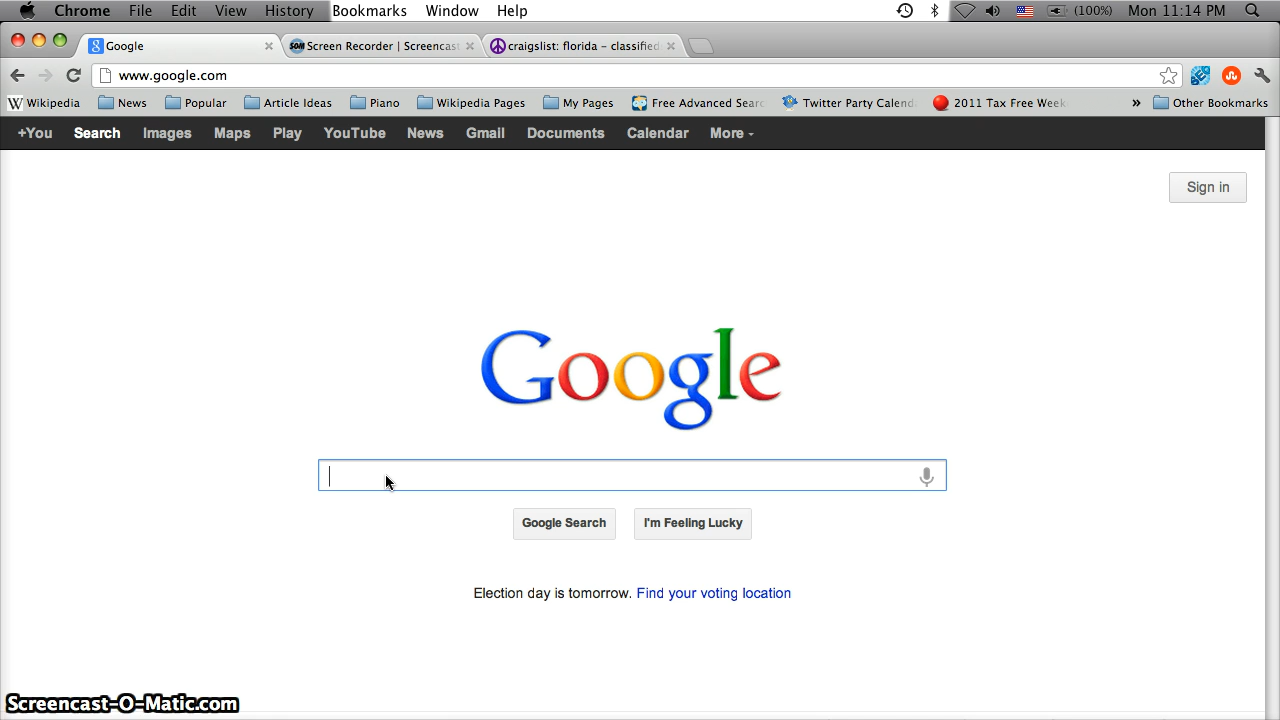 Chrome File Edit View History Bookmarks Window Help (100%) Mon 11:14 PM
Google Screen Recorder | Screencast craigslist: florida - classified
www.google.com
Wikipedia News Popular Article Ideas Piano Wikipedia Pages My Pages Free Advanced Sear Twitter Party Calend 2011 Tax Free Week » Other Bookmarks
+You Search Images Maps Play YouTube News Gmail Documents Calendar More
Sign in
Google
Google Search I'm Feeling Lucky
Election day is tomorrow. Find your voting location
Screencast-O-Matic.com